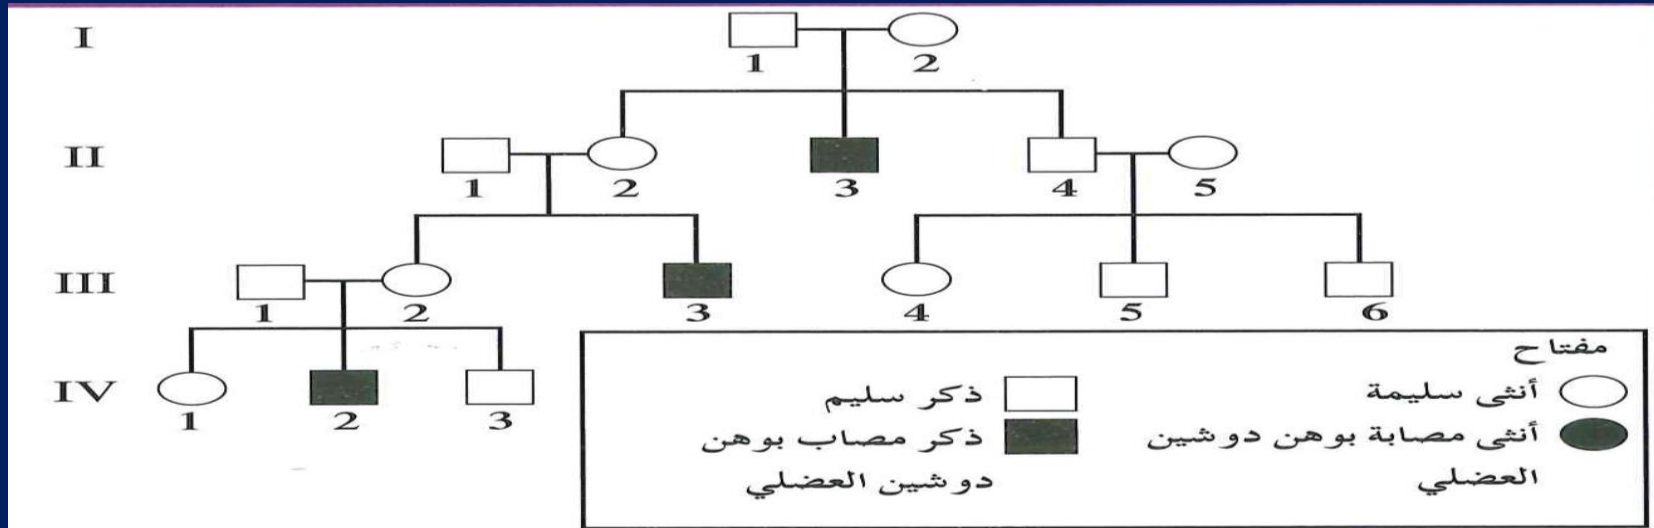 I
1 2
II
1 2 3 4 5
III
1 2 3 4 5 6
IV
1 2 3
مفتاح
أنثى سليمة
ذكر سليم
أنثى مصابة بوهن دوشين
العضلي
ذكر مصاب بوهن
دوشين العضلي